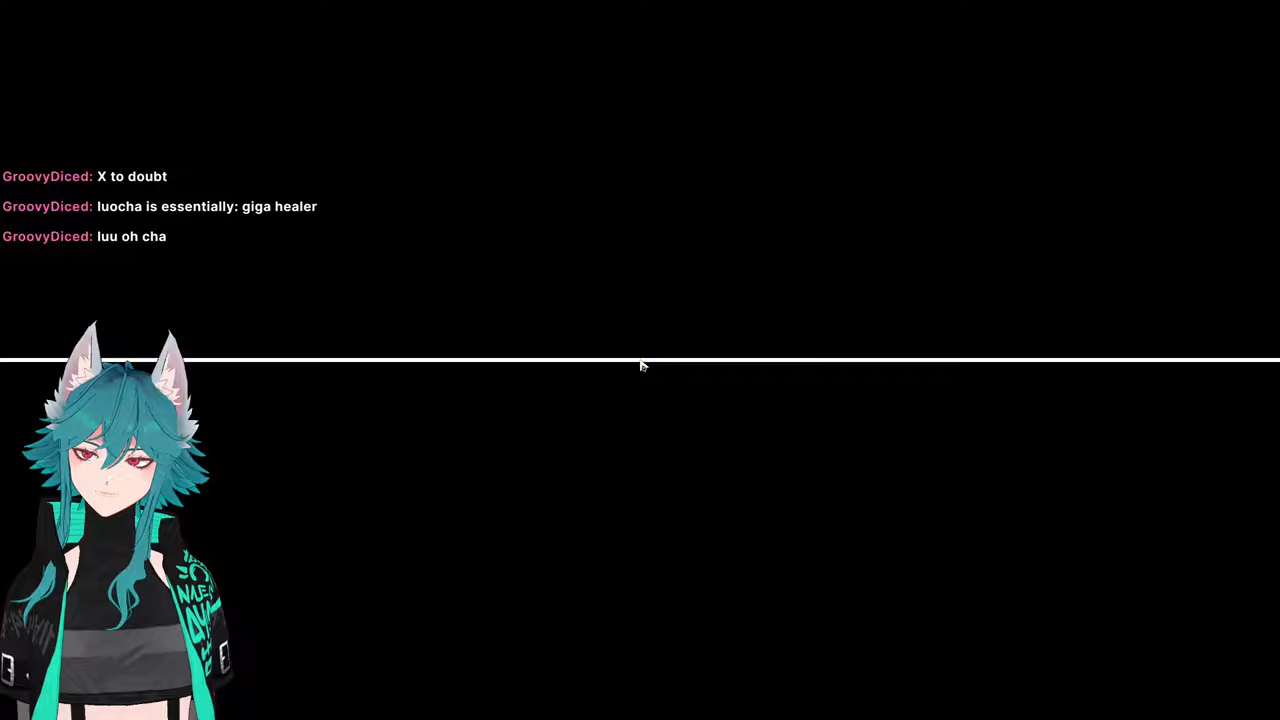 GroovyDiced: X to doubt
GroovyDiced: luocha is essentially: giga healer
GroovyDiced: luu oh cha